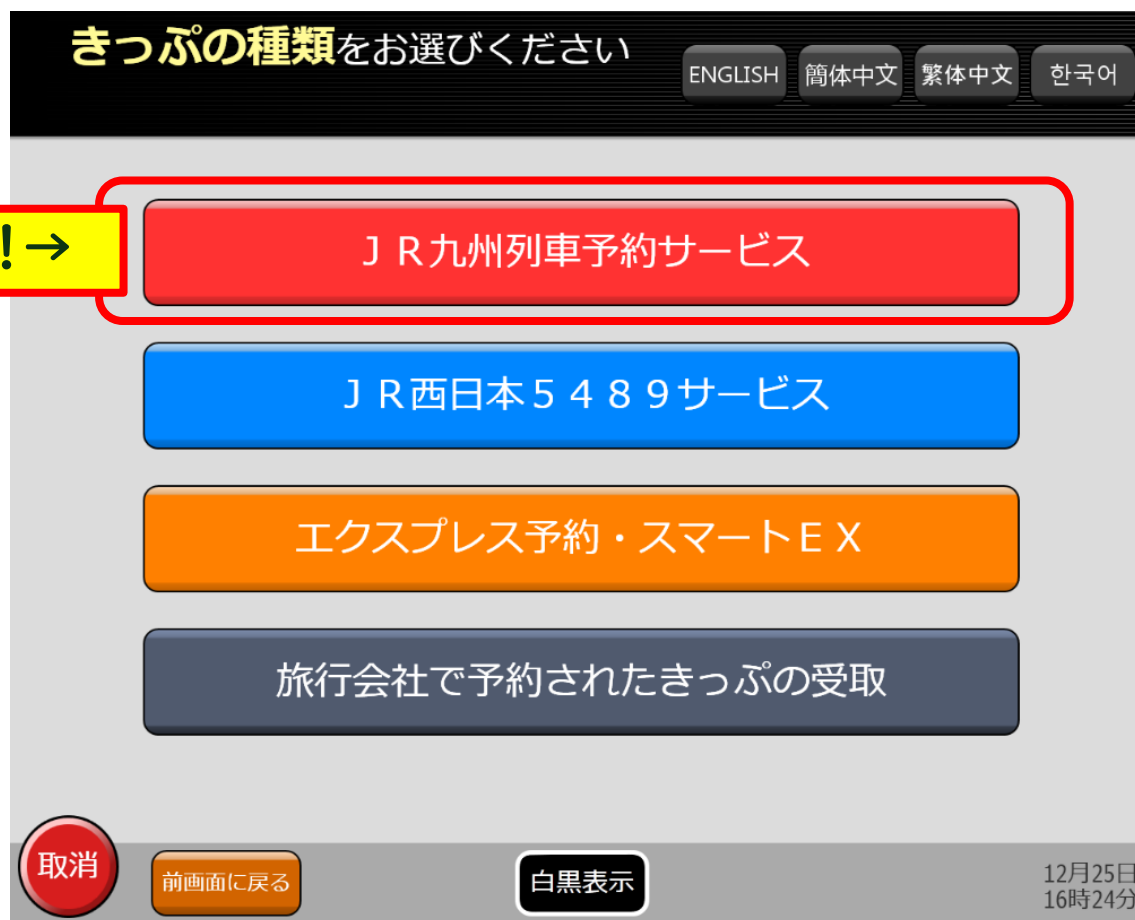 きっぷの種類をお選びください
ENGLISH 簡体中文 繁体中文 한국어
!→
ＪＲ九州列車予約サービス
ＪＲ西日本５４８９サービス
エクスプレス予約・スマートＥＸ
旅行会社で予約されたきっぷの受取
取消 前画面に戻る 白黒表示
12月25日
16時24分